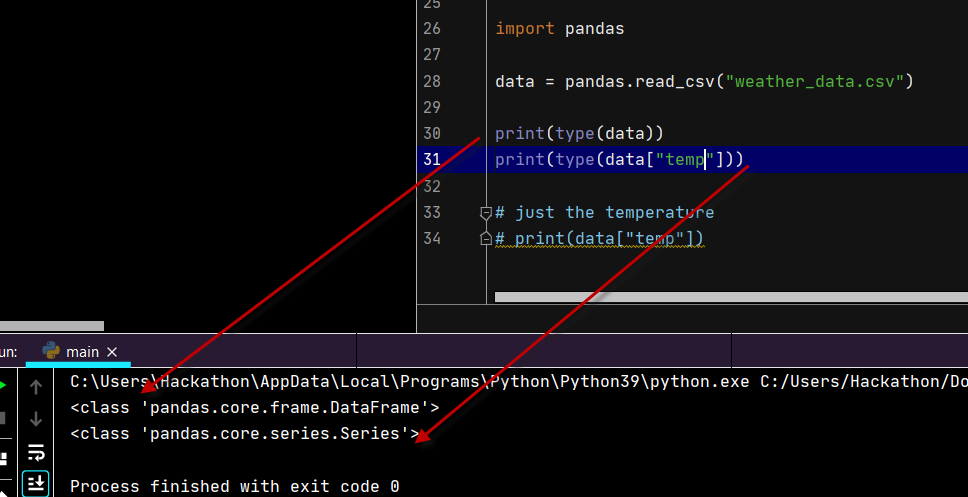 25
26 import pandas
27
28 data = pandas.read_csv("weather_data.csv")
29
30 print(type(data))
31 print(type(data["temp"]))
32
33 # just the temperature
34 # print(data["temp"])
un: main ×
C:\Users\Hackathon\AppData\Local\Programs\Python\Python39\python.exe C:/Users/Hackathon/Do
<class 'pandas.core.frame.DataFrame'>
<class 'pandas.core.series.Series'>
Process finished with exit code 0